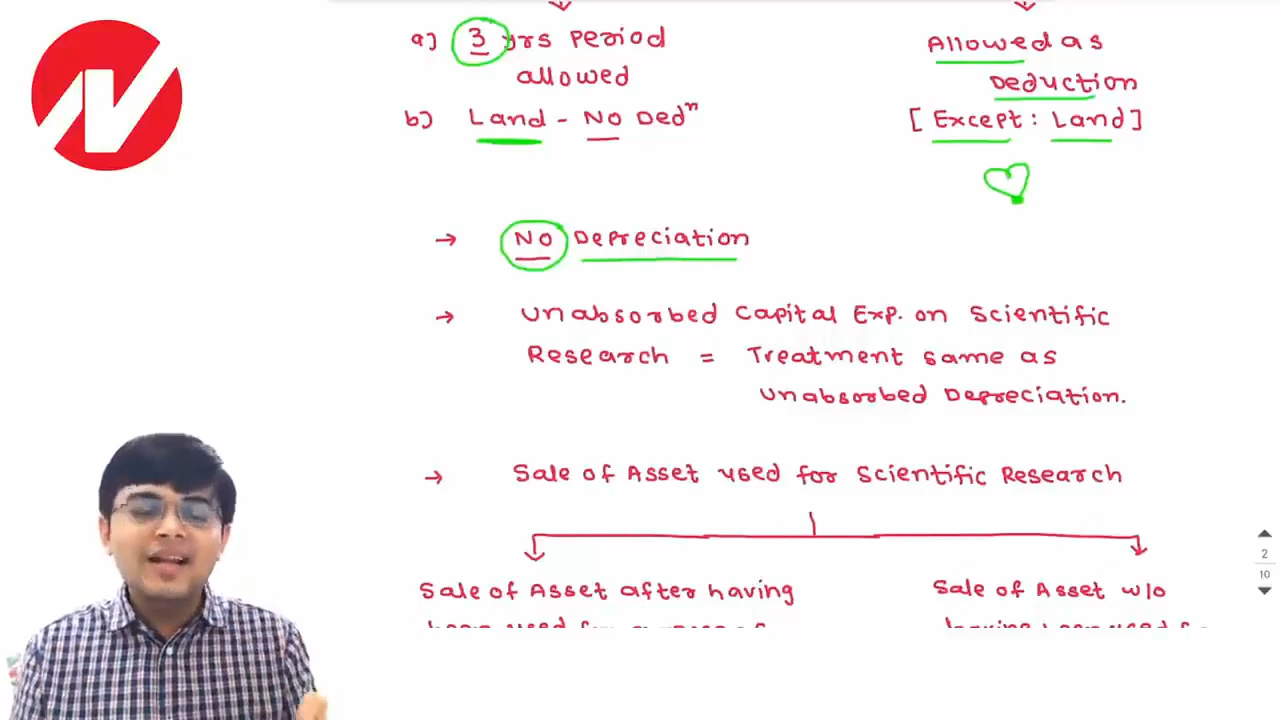 a) 3 yrs Period
allowed
b) Land - No Dedⁿ
Allowed as
Deduction
[ Except : Land ]
→ No Depreciation
→ Unabsorbed Capital Exp. on Scientific
Research = Treatment same as
Unabsorbed Depreciation.
→ Sale of Asset used for Scientific Research
Sale of Asset after having
Sale of Asset w/o
2
10